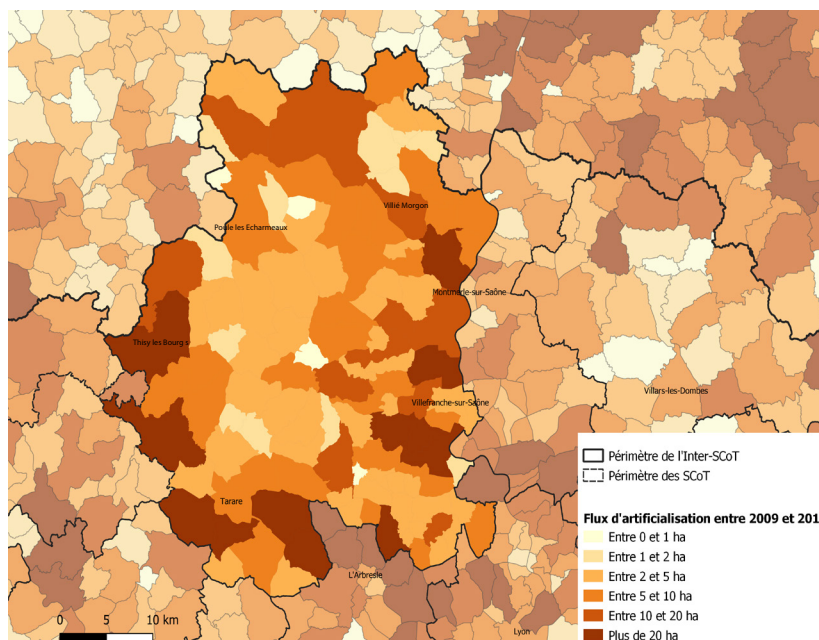 Poule les Echarmeaux
Villié Morgon
Montmerle-sur-Saône
Thisy les Bourg s
Villars-les-Dombes
Villefranche-sur-Saône
Tarare
L'Arbresle
Lyon
Périmètre de l'Inter-SCoT
Périmètre des SCoT
Flux d'artificialisation entre 2009 et 201
Entre 0 et 1 ha
Entre 1 et 2 ha
Entre 2 et 5 ha
Entre 5 et 10 ha
Entre 10 et 20 ha
Plus de 20 ha
0 5 10 km